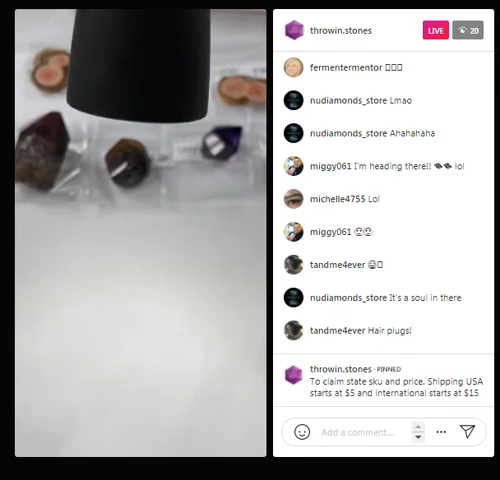 throwin.stones
LIVE
20
fermentermentor
nudiamonds_store Lmao
nudiamonds_store Ahahahaha
miggy061 I'm heading there!! lol
michelle4755 Lol
miggy061
tandme4ever
nudiamonds_store It's a soul in there
tandme4ever Hair plugs!
throwin.stones · PINNED
To claim state sku and price. Shipping USA
starts at $5 and international starts at $15
Add a comment...